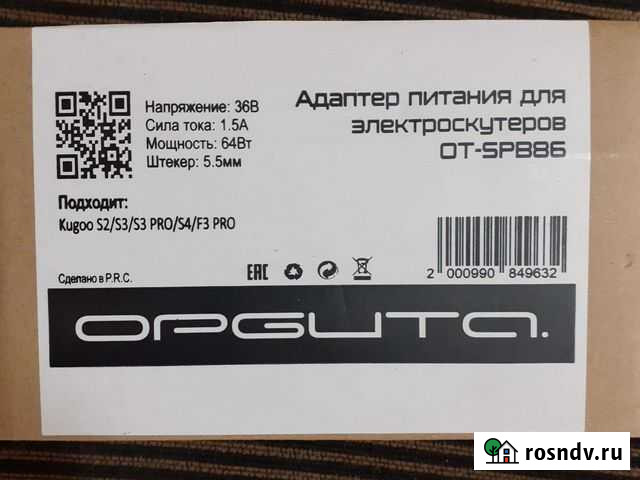 Напряжение: 36В
Сила тока: 1.5А
Мощность: 64Вт
Штекер: 5.5мм
Адаптер питания для
электроскутеров
OT-SPB86
Подходит:
Kugoo S2/S3/S3 PRO/S4/F3 PRO
Сделано в P.R.C.
EAC
2 000990 849632
ОРБИТА.
rosndv.ru